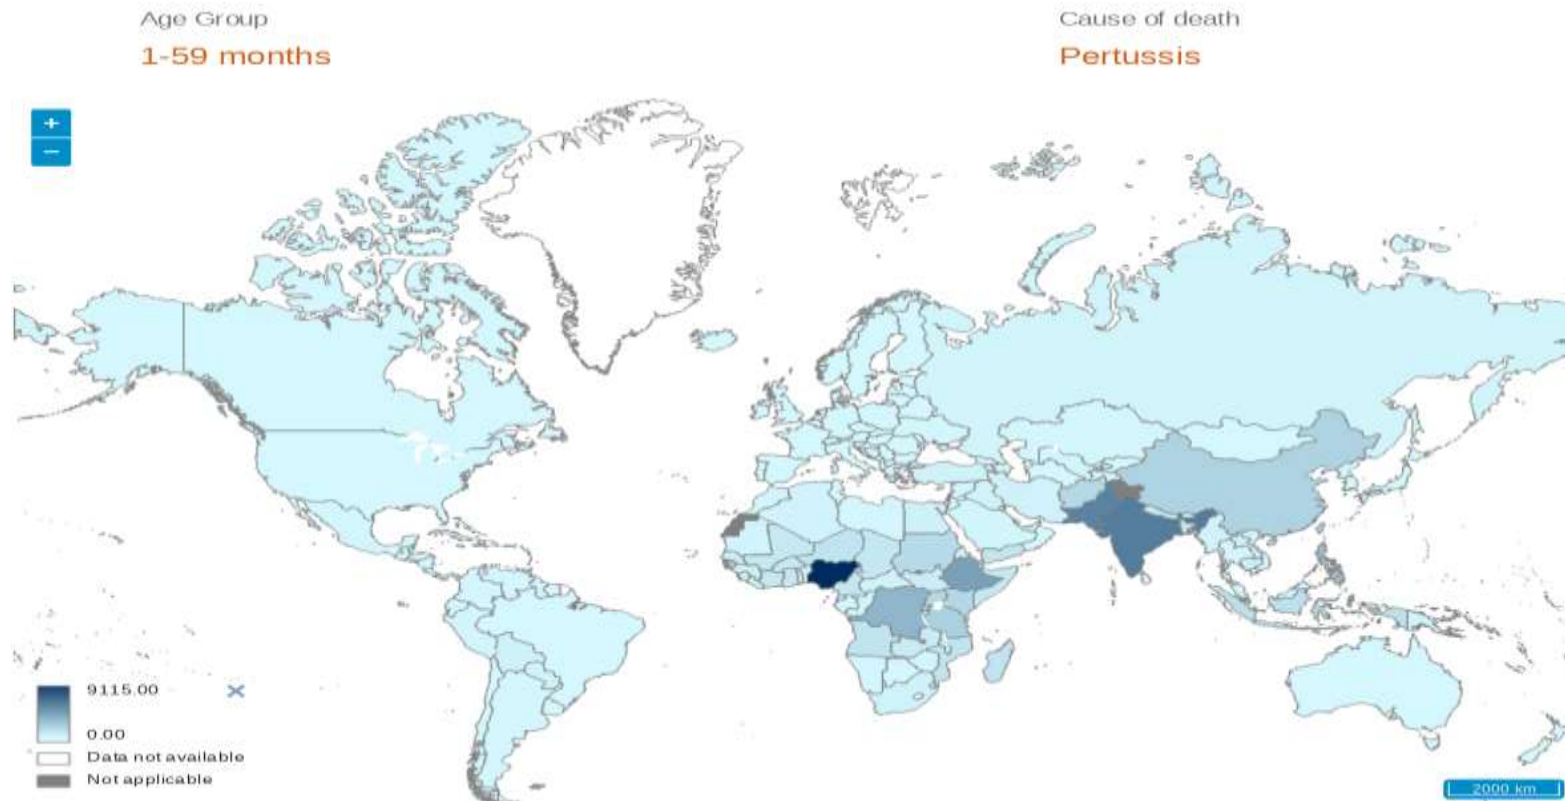 Age Group
1-59 months
Cause of death
Pertussis
+
−
9115.00
0.00
Data not available
Not applicable
2000 km